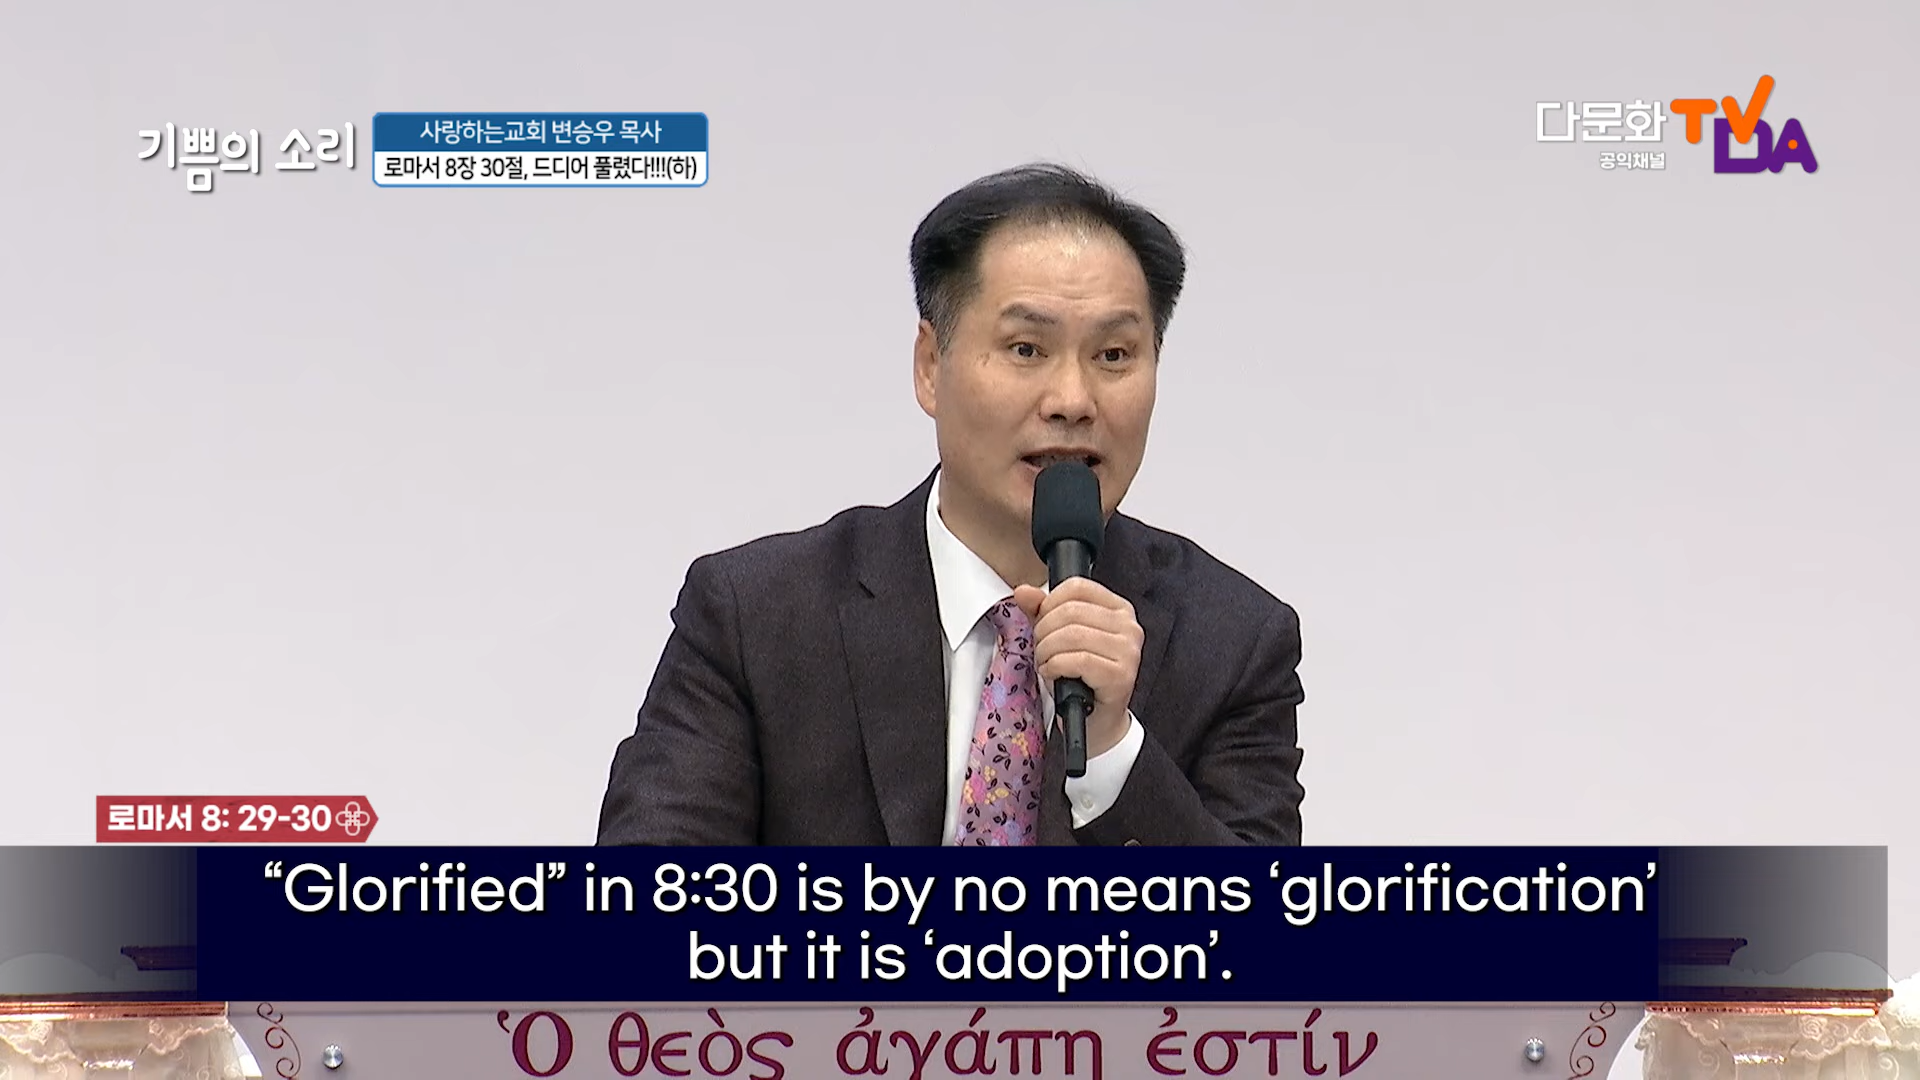 기쁨의 소리
사랑하는교회 변승우 목사
로마서 8장 30절, 드디어 풀렸다!!!(하)
다문화 TV
DA
공익채널
로마서 8: 29-30
“Glorified” in 8:30 is by no means ‘glorification’
but it is ‘adoption’.
Ὁ θεὸς ἀγάπη ἐστίν